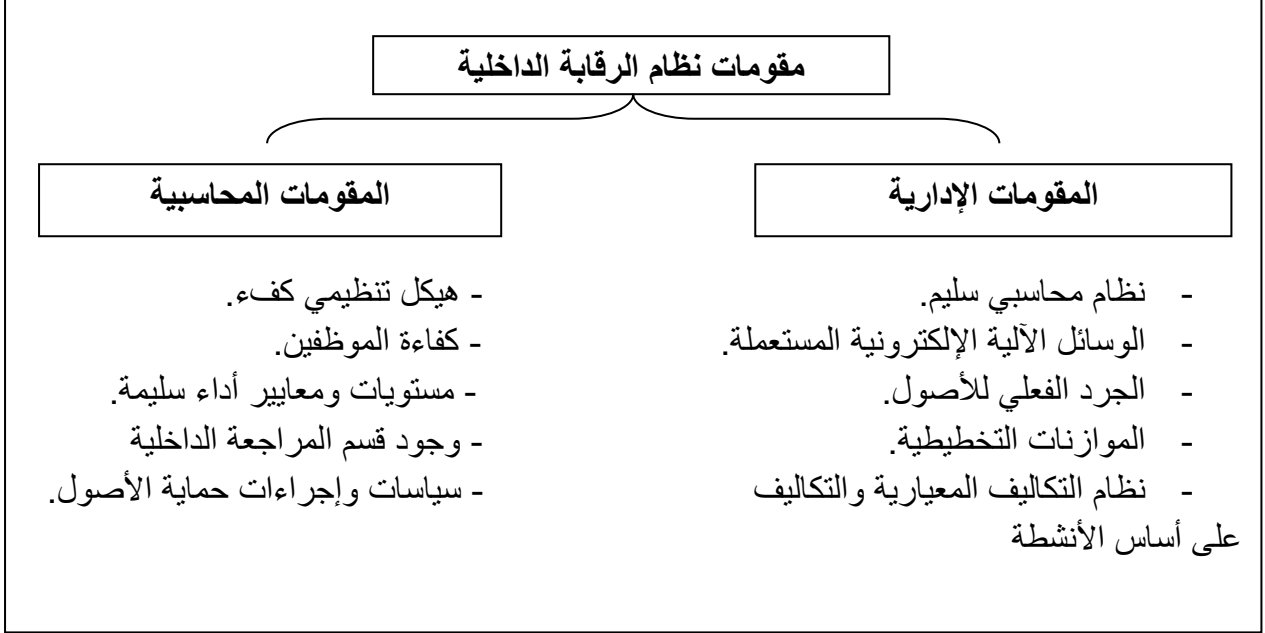 مقومات نظام الرقابة الداخلية
المقومات الإدارية
- نظام محاسبي سليم.
- الوسائل الآلية الإلكترونية المستعملة.
- الجرد الفعلي للأصول.
- الموازنات التخطيطية.
- نظام التكاليف المعيارية والتكاليف
على أساس الأنشطة
المقومات المحاسبية
- هيكل تنظيمي كفء.
- كفاءة الموظفين.
- مستويات ومعايير أداء سليمة.
- وجود قسم المراجعة الداخلية
- سياسات وإجراءات حماية الأصول.